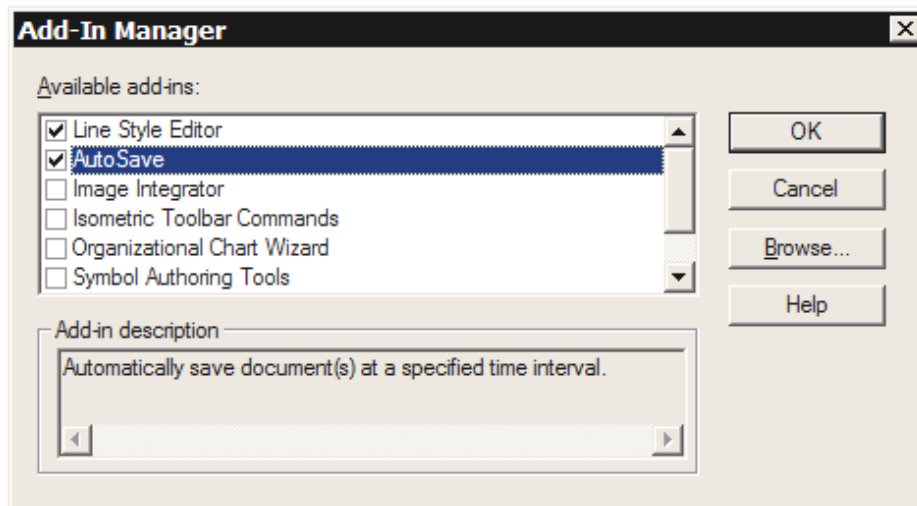 Add-In Manager
Available add-ins:
Line Style Editor
AutoSave
Image Integrator
Isometric Toolbar Commands
Organizational Chart Wizard
Symbol Authoring Tools
OK
Cancel
Browse...
Help
Add-in description
Automatically save document(s) at a specified time interval.